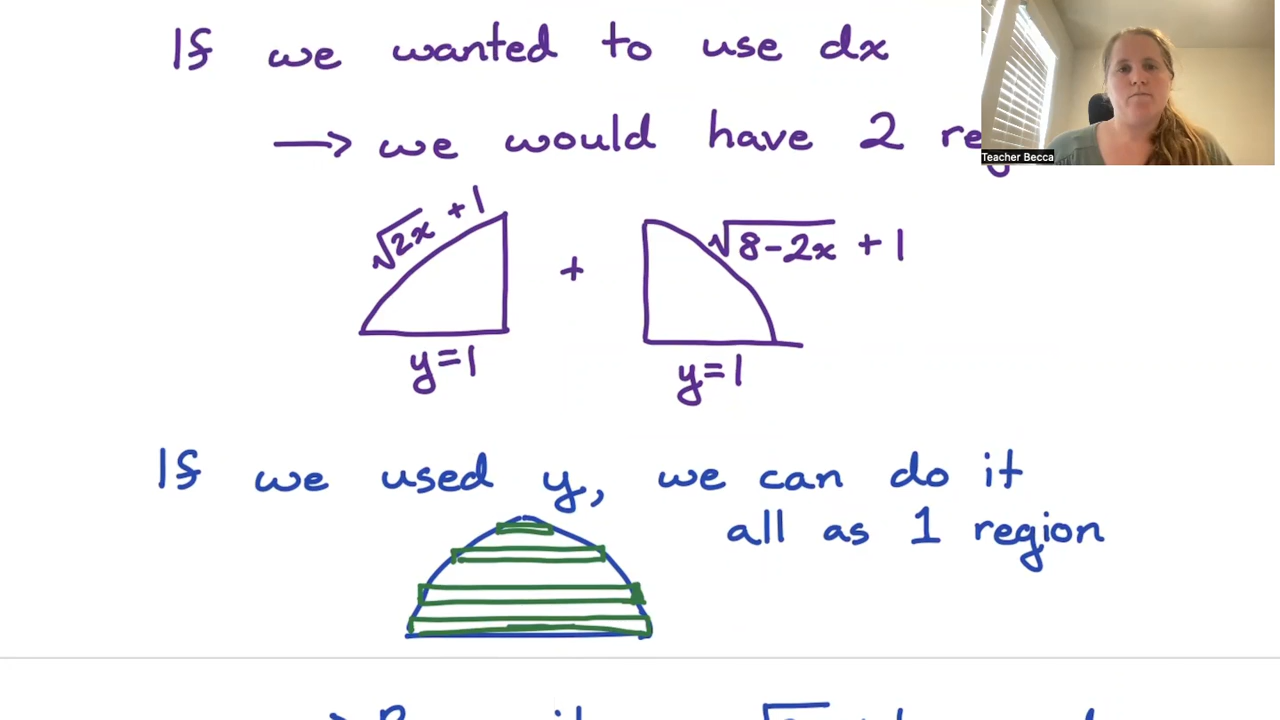 If we wanted to use dx
→ we would have 2
√2x + 1
+
√8-2x + 1
y=1
y=1
If we used y, we can do it
all as 1 region
Teacher Becca